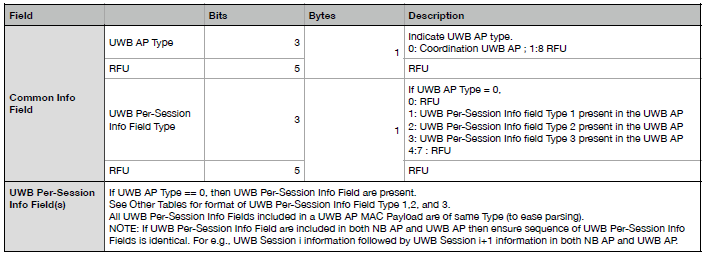 Field Bits Bytes Description
UWB AP Type 3 1 Indicate UWB AP type.
0: Coordination UWB AP ; 1:8 RFU
RFU 5 RFU
Common Info
Field
UWB Per-Session
Info Field Type 3 1 If UWB AP Type = 0,
0: RFU
1: UWB Per-Session Info field Type 1 present in the UWB AP
2: UWB Per-Session Info field Type 2 present in the UWB AP
3: UWB Per-Session Info field Type 3 present in the UWB AP
4:7 : RFU
RFU 5 RFU
UWB Per-Session
Info Field(s)
If UWB AP Type == 0, then UWB Per-Session Info Field are present.
See Other Tables for format of UWB Per-Session Info Field Type 1,2, and 3.
All UWB Per-Session Info Fields included in a UWB AP MAC Payload are of same Type (to ease parsing).
NOTE: If UWB Per-Session Info Field are included in both NB AP and UWB AP then ensure sequence of UWB Per-Session Info
Fields is identical. For e.g., UWB Session i information followed by UWB Session i+1 information in both NB AP and UWB AP.